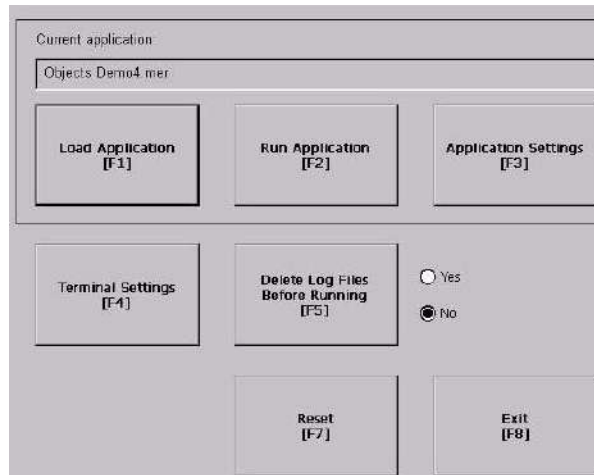 Current application:
Objects Demo4.mer
Load Application
[F1]
Run Application
[F2]
Application Settings
[F3]
Terminal Settings
[F4]
Delete Log Files
Before Running
[F5]
Yes
No
Reset
[F7]
Exit
[F8]